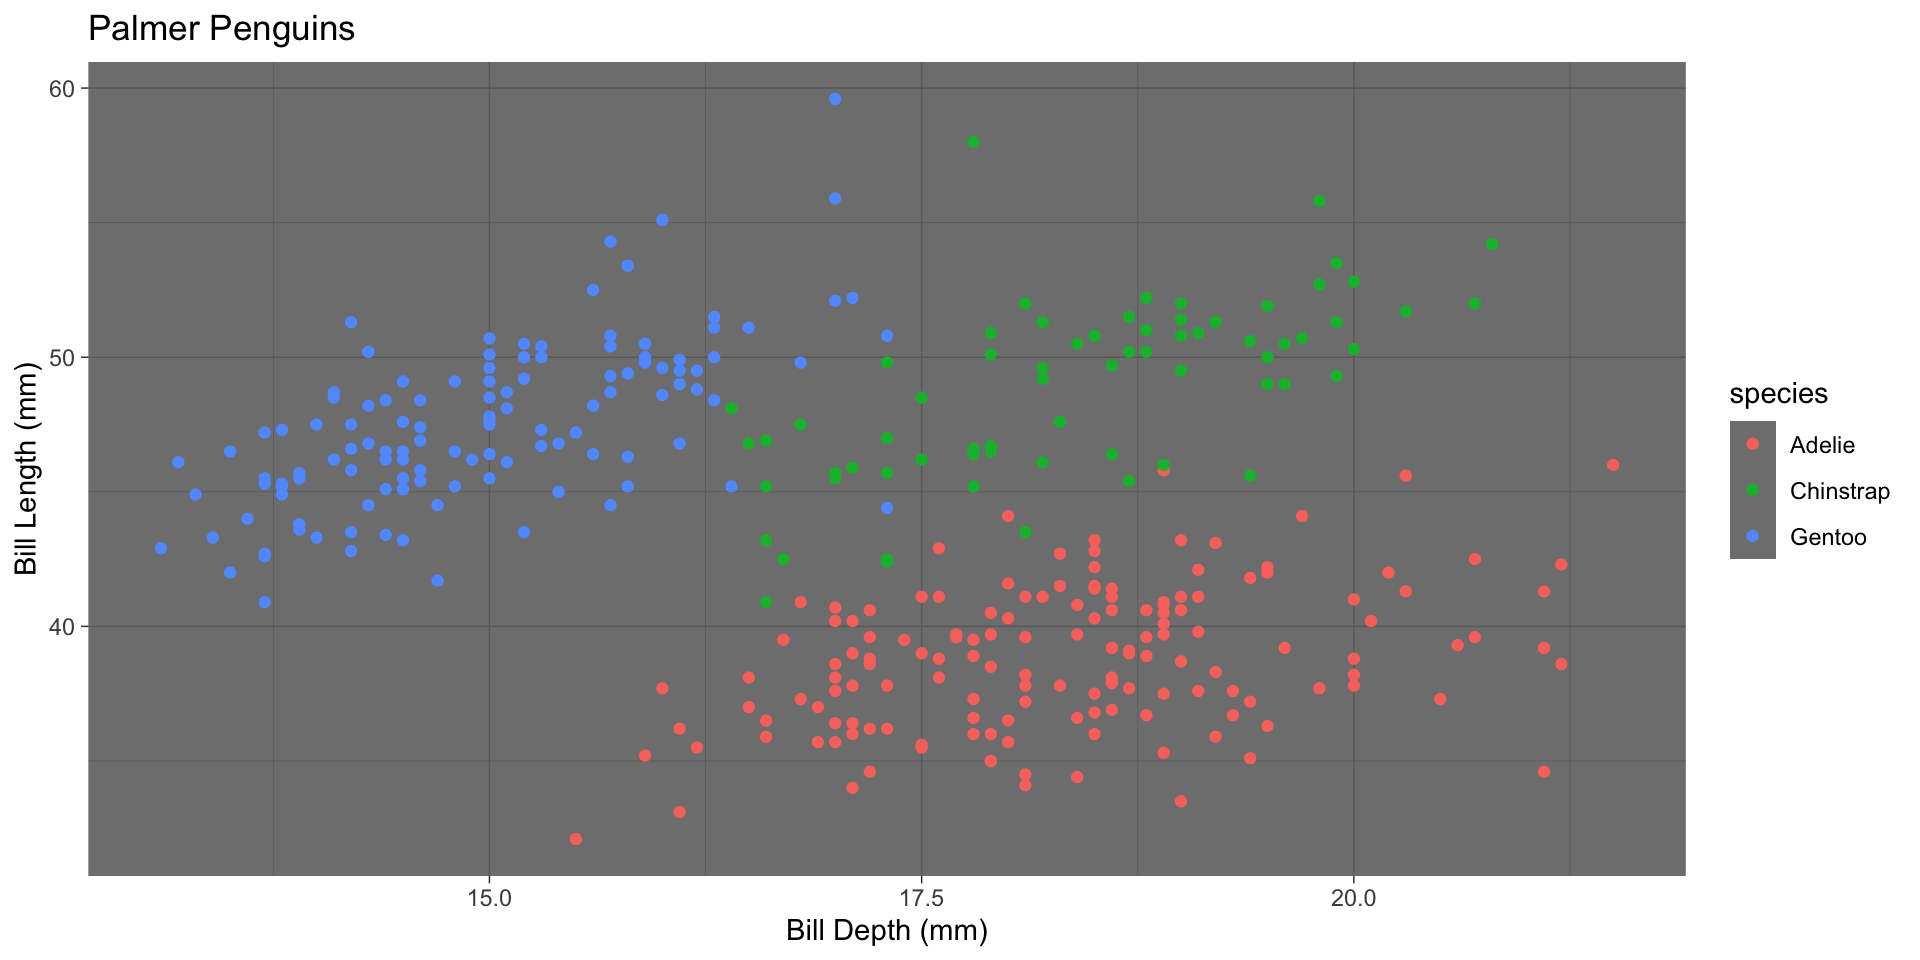 Palmer Penguins
60
50
40
Bill Length (mm)
15.0
17.5
20.0
Bill Depth (mm)
species
Adelie
Chinstrap
Gentoo